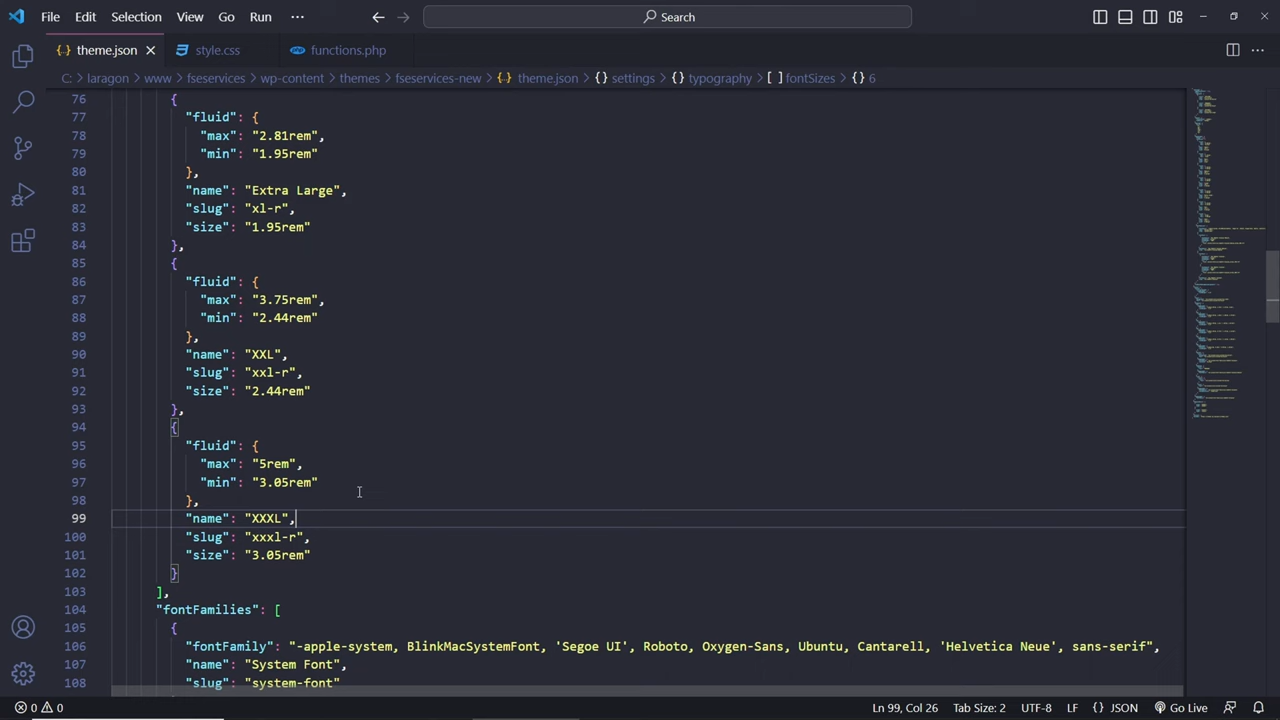 File Edit Selection View Go Run ··· Search
theme.json style.css functions.php
C: > laragon > www > fseservices > wp-content > themes > fseservices-new > {..} theme.json > {} settings > {} typography > [ ] fontSizes > {} 6
76 {
77 "fluid": {
78 "max": "2.81rem",
79 "min": "1.95rem"
80 },
81 "name": "Extra Large",
82 "slug": "xl-r",
83 "size": "1.95rem"
84 },
85 {
86 "fluid": {
87 "max": "3.75rem",
88 "min": "2.44rem"
89 },
90 "name": "XXL",
91 "slug": "xxl-r",
92 "size": "2.44rem"
93 },
94 {
95 "fluid": {
96 "max": "5rem",
97 "min": "3.05rem"
98 },
99 "name": "XXXL",
100 "slug": "xxxl-r",
101 "size": "3.05rem"
102 }
103 ],
104 "fontFamilies": [
105 {
106 "fontFamily": "-apple-system, BlinkMacSystemFont, 'Segoe UI', Roboto, Oxygen-Sans, Ubuntu, Cantarell, 'Helvetica Neue', sans-serif",
107 "name": "System Font",
108 "slug": "system-font"
0 0 Ln 99, Col 26 Tab Size: 2 UTF-8 LF {} JSON Go Live